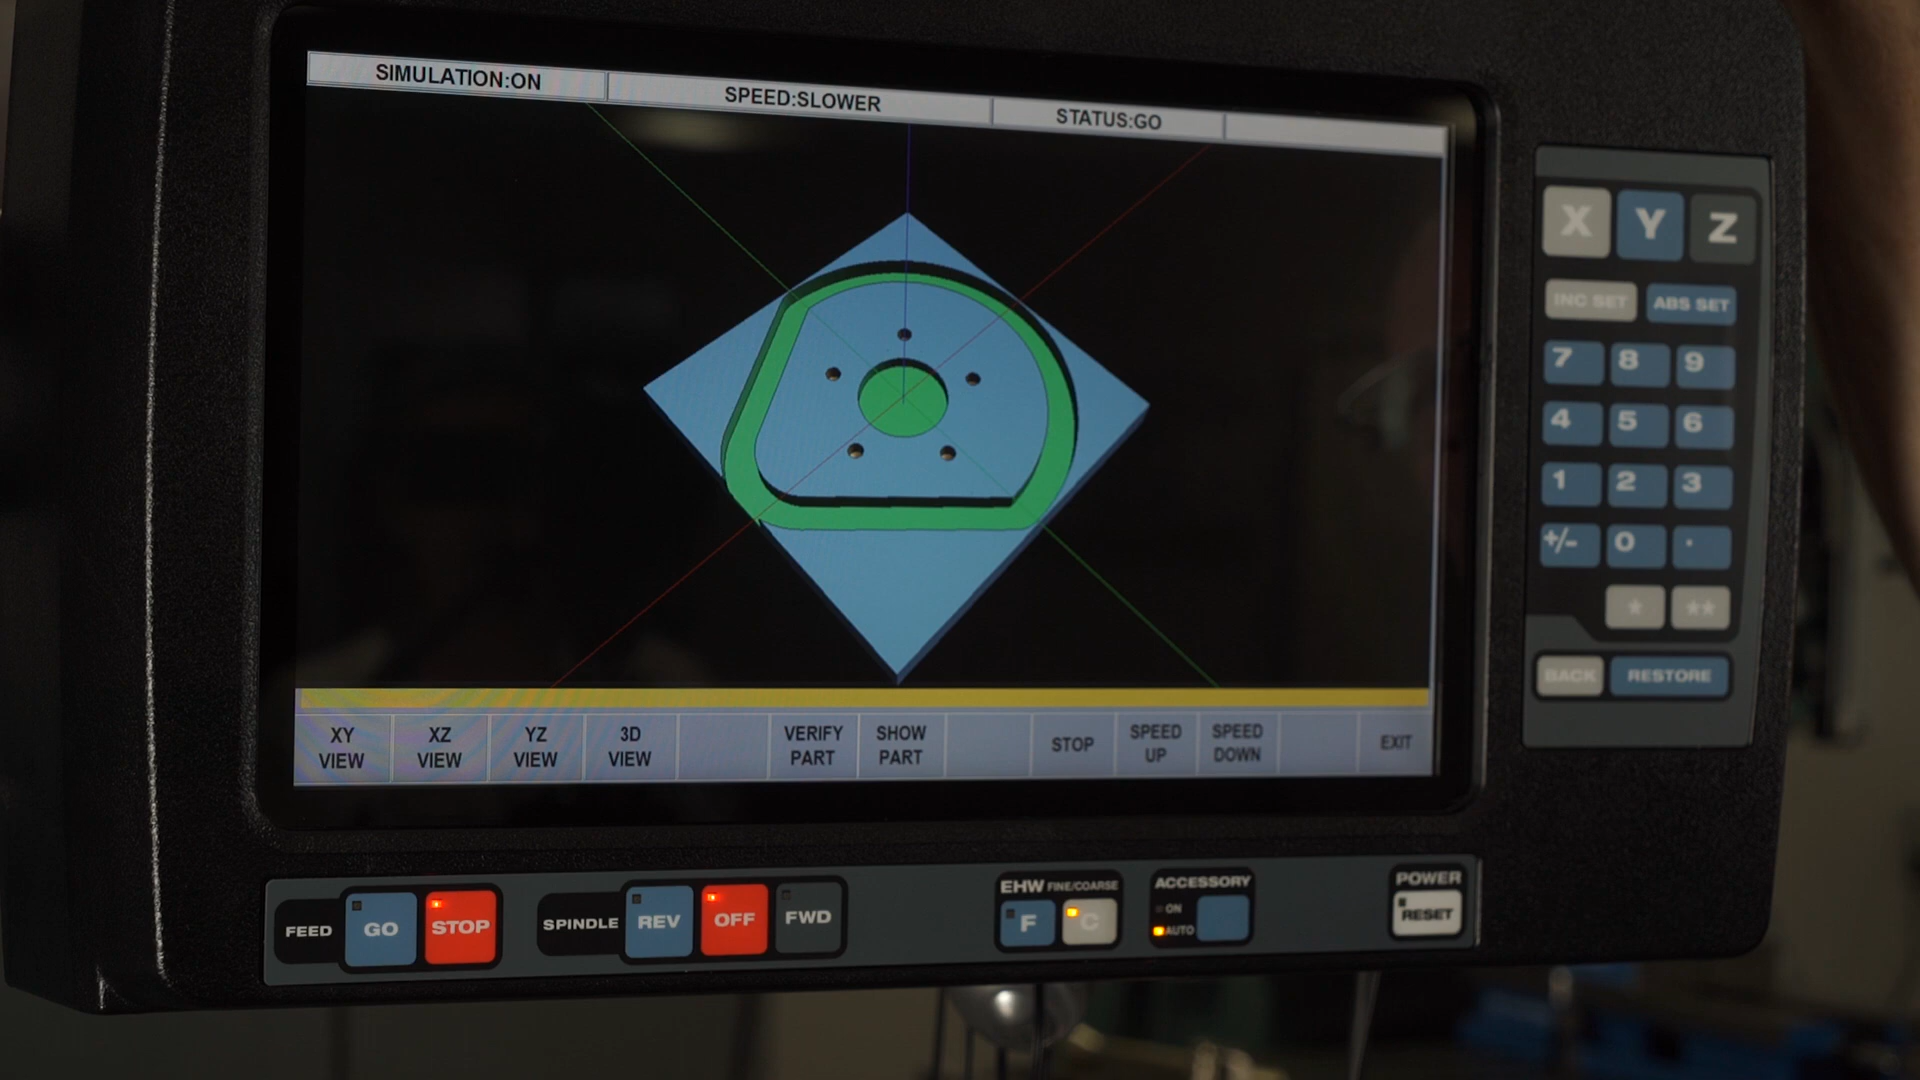 SIMULATION:ON
SPEED:SLOWER
STATUS:GO
X Y Z
INC SET ABS SET
7 8 9
4 5 6
1 2 3
+/- 0 .
* **
BACK RESTORE
XY
VIEW
XZ
VIEW
YZ
VIEW
3D
VIEW
VERIFY
PART
SHOW
PART
STOP
SPEED
UP
SPEED
DOWN
EXIT
FEED GO STOP
SPINDLE REV OFF FWD
EHW FINE/COARSE
F C
ACCESSORY
ON
AUTO
POWER
RESET